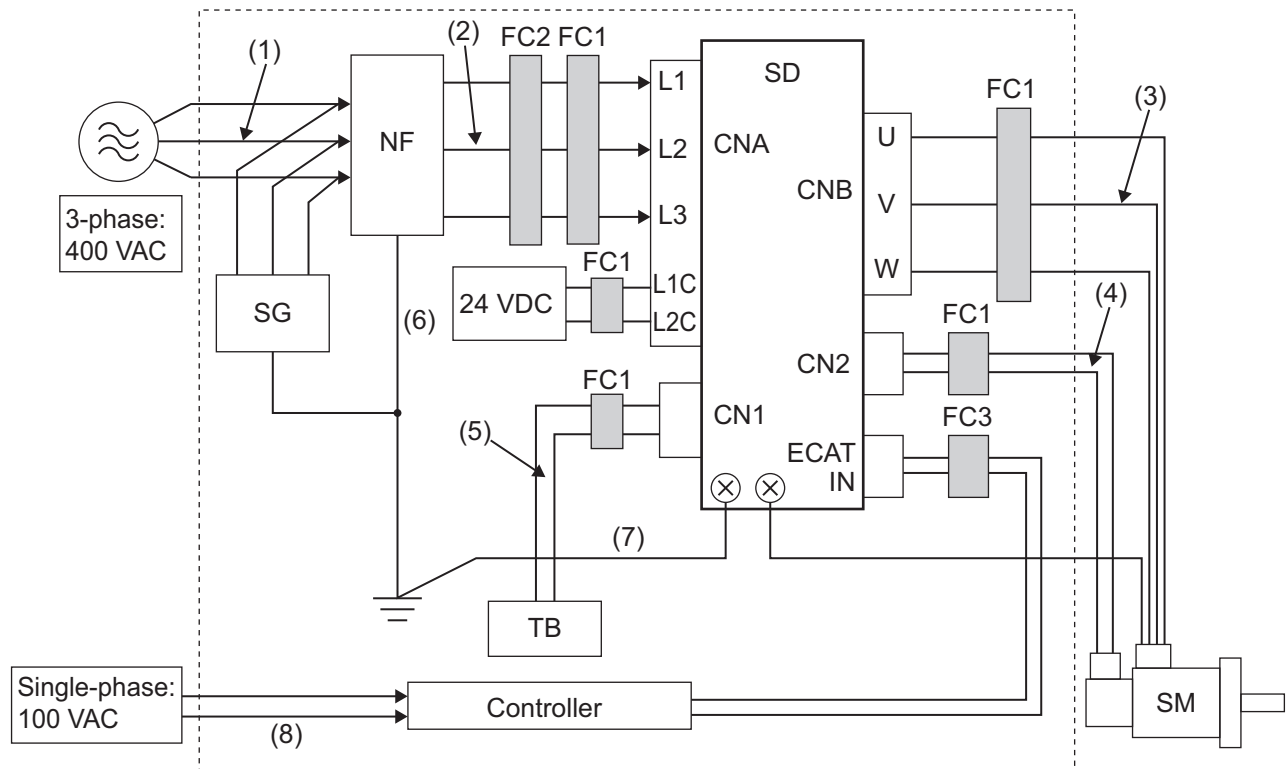 (1)
(2)
FC2
FC1
SD
NF
L1
L2
L3
CNA
CNB
U
V
W
FC1
(3)
3-phase:
400 VAC
SG
(6)
24 VDC
FC1
L1C
L2C
CN2
FC1
(4)
FC1
CN1
(5)
ECAT
IN
FC3
(7)
TB
Single-phase:
100 VAC
(8)
Controller
SM